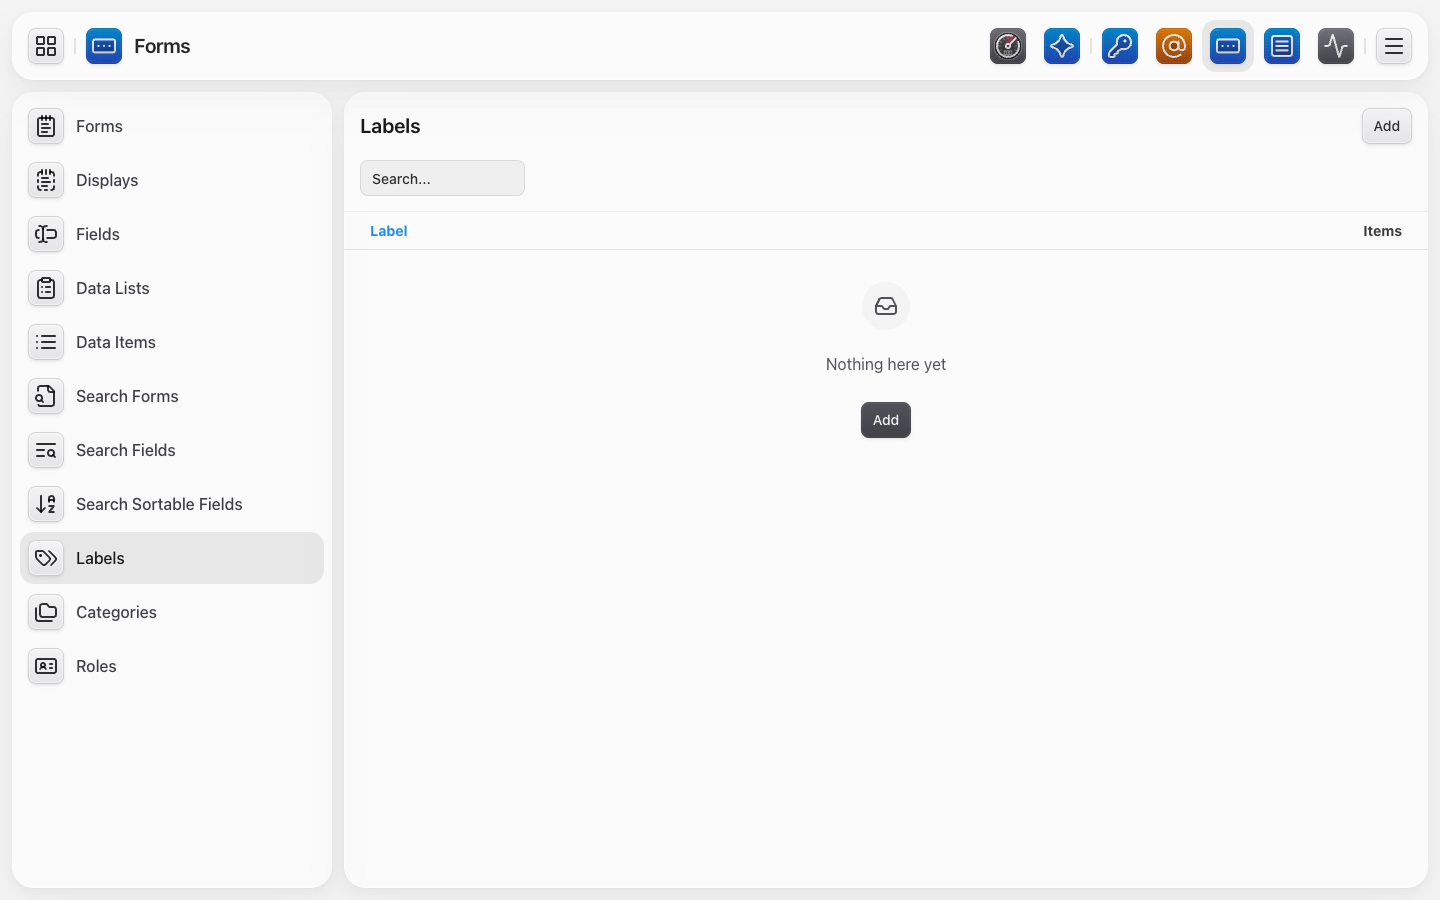 Forms
Forms
Displays
Fields
Data Lists
Data Items
Search Forms
Search Fields
Search Sortable Fields
Labels
Categories
Roles
Labels
Add
Search...
Label
Items
Nothing here yet
Add